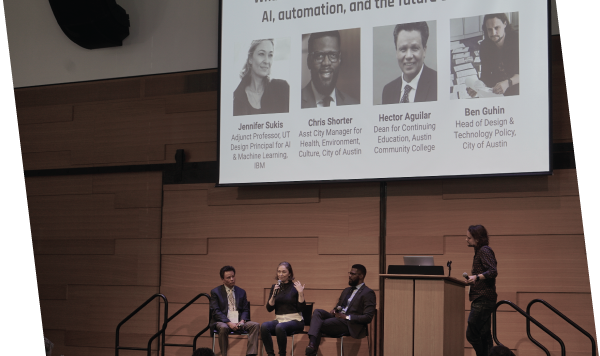 AI, automation, and the future
Jennifer Sukis
Adjunct Professor, UT
Design Principal for AI
& Machine Learning,
IBM
Chris Shorter
Asst City Manager for
Health, Environment,
Culture, City of Austin
Hector Aguilar
Dean for Continuing
Education, Austin
Community College
Ben Guhin
Head of Design &
Technology Policy,
City of Austin